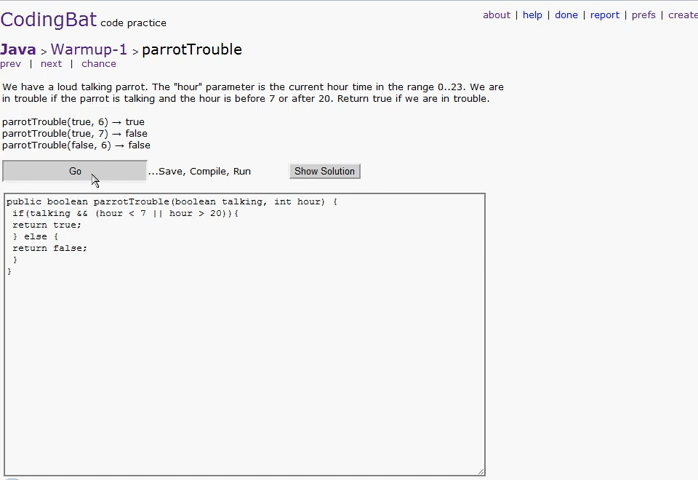 CodingBat code practice
about | help | done | report | prefs | create
Java > Warmup-1 > parrotTrouble
prev | next | chance
We have a loud talking parrot. The "hour" parameter is the current hour time in the range 0..23. We are
in trouble if the parrot is talking and the hour is before 7 or after 20. Return true if we are in trouble.
parrotTrouble(true, 6) → true
parrotTrouble(true, 7) → false
parrotTrouble(false, 6) → false
Go ...Save, Compile, Run Show Solution
public boolean parrotTrouble(boolean talking, int hour) {
if(talking && (hour < 7 || hour > 20)){
return true;
} else {
return false;
}
}